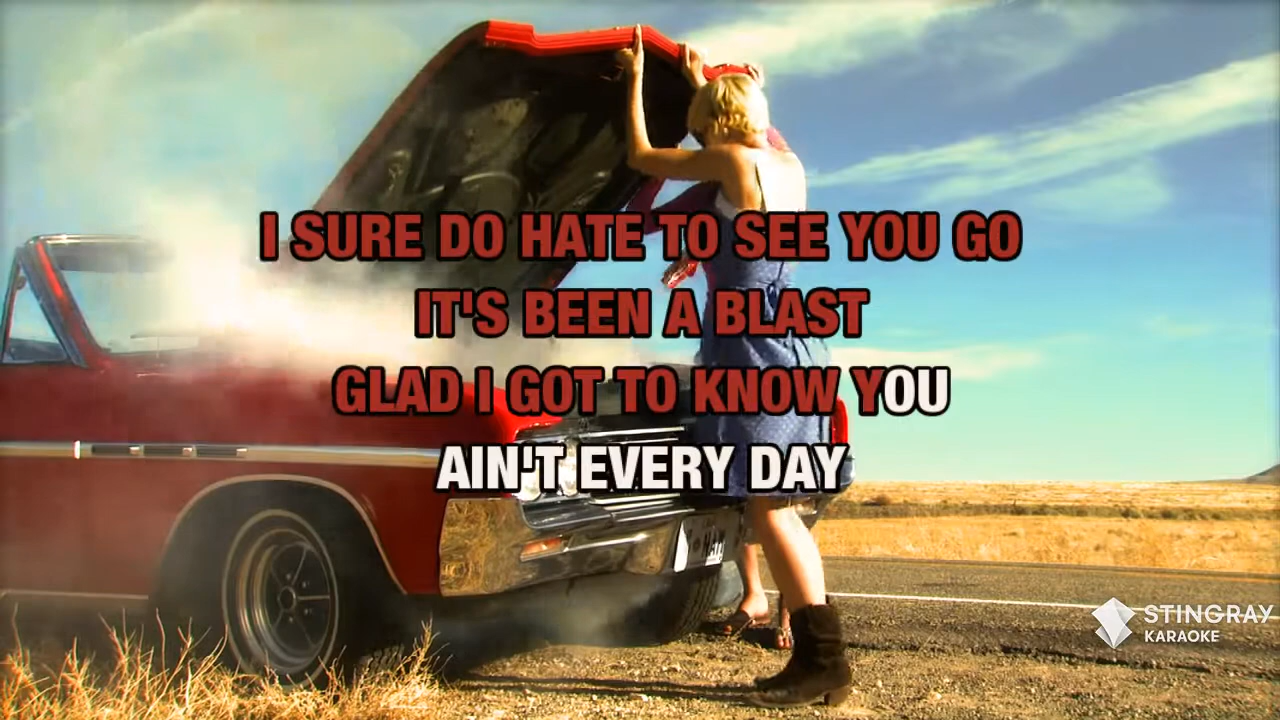 I SURE DO HATE TO SEE YOU GO
IT'S BEEN A BLAST
GLAD I GOT TO KNOW YOU
AIN'T EVERY DAY
STINGRAY
KARAOKE